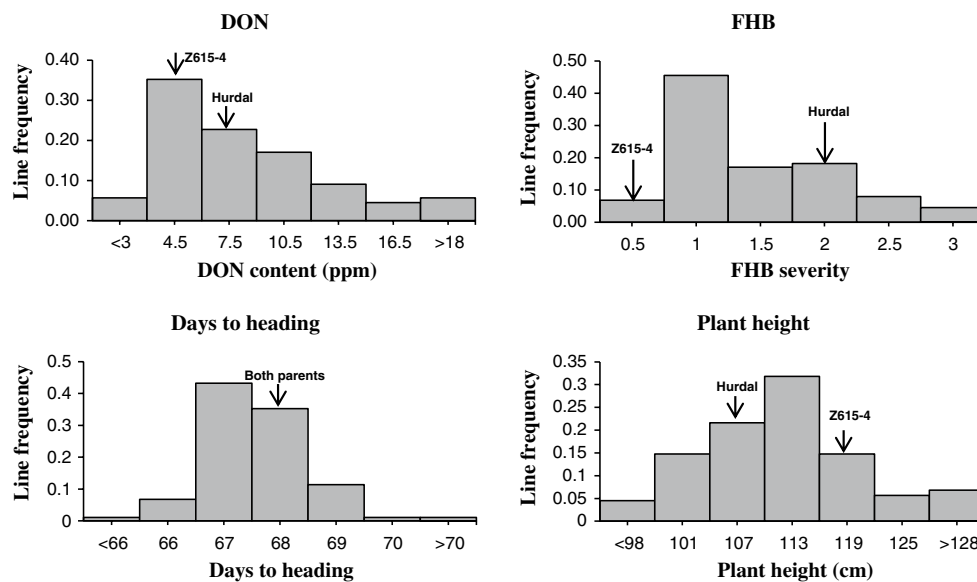 DON
Z615-4
Hurdal
Line frequency
0.40
0.30
0.20
0.10
0.00
<3 4.5 7.5 10.5 13.5 16.5 >18
DON content (ppm)
FHB
Z615-4
Hurdal
Line frequency
0.50
0.40
0.30
0.20
0.10
0.00
0.5 1 1.5 2 2.5 3
FHB severity
Days to heading
Both parents
Line frequency
0.5
0.4
0.3
0.2
0.1
0
<66 66 67 68 69 70 >70
Days to heading
Plant height
Hurdal
Z615-4
Line frequency
0.35
0.3
0.25
0.2
0.15
0.1
0.05
0
<98 101 107 113 119 125 >128
Plant height (cm)